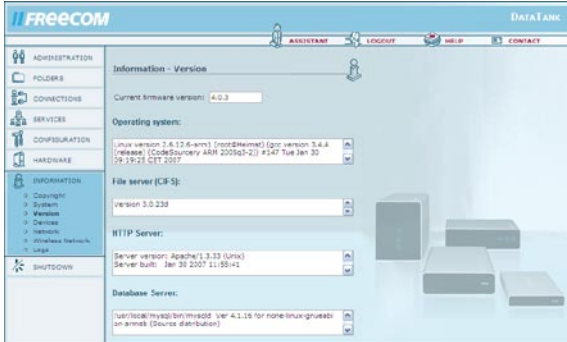 FREECOM
DATATANK
ASSISTANT LOGOUT HELP CONTACT
ADMINISTRATION
FOLDERS
CONNECTIONS
SERVICES
CONFIGURATION
HARDWARE
INFORMATION
Copyright
System
Version
Devices
Network
Wireless Network
Logs
SHUTDOWN
Information - Version
Current firmware version: 4.0.3
Operating system:
Linux version 2.6.12.6-arm1 (root@Heimat) (gcc version 3.4.4
(release) (CodeSourcery ARM 2005q3-2)) #147 Tue Jan 30
09:19:25 CET 2007
File server (CIFS):
Version 3.0.23d
HTTP Server:
Server version: Apache/1.3.33 (Unix)
Server built: Jan 30 2007 11:55:41
Database Server:
/usr/local/mysql/bin/mysqld Ver 4.1.16 for none-linux-gnueabi
on armeb (Source distribution)